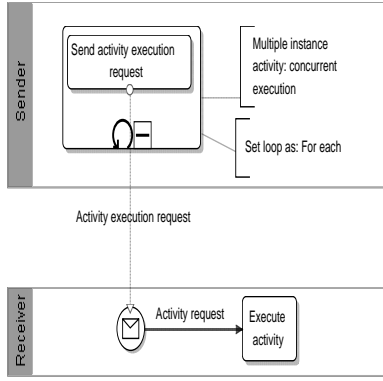 Sender
Send activity execution
request
Multiple instance
activity: concurrent
execution
Set loop as: For each
Activity execution request
Receiver
Activity request
Execute
activity